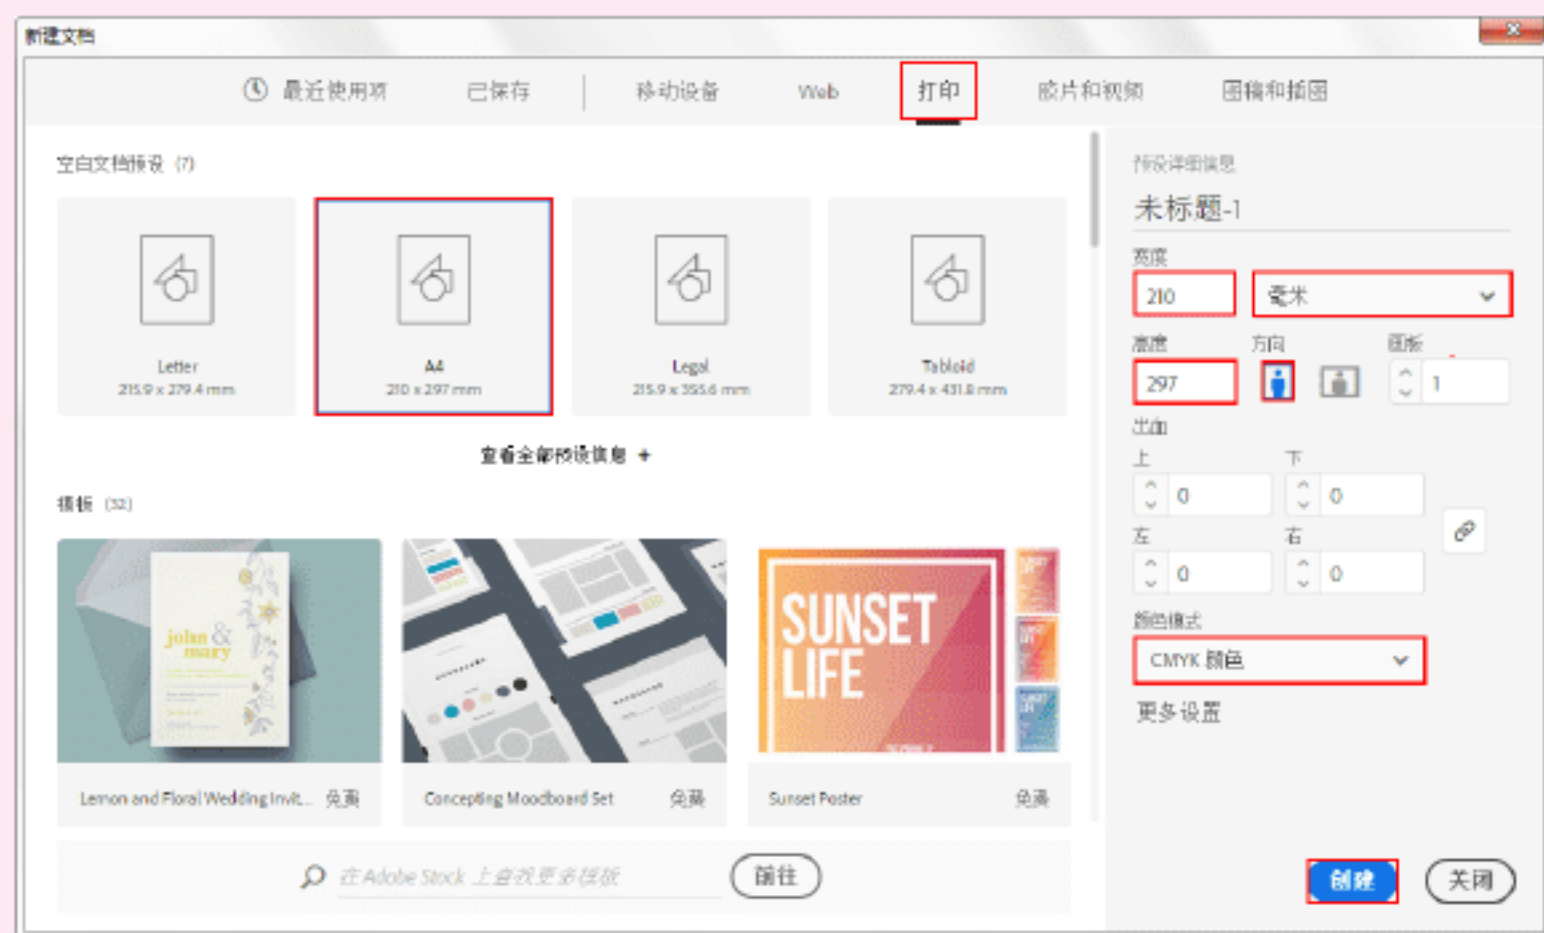 新建文档
最近使用项 已保存 移动设备 Web 打印 胶片和视频 图稿和插图
空白文档预设 (7)
Letter
215.9 x 279.4 mm
A4
210 x 297 mm
Legal
215.9 x 355.6 mm
Tabloid
279.4 x 431.8 mm
查看全部预设信息 +
模板 (32)
john &
mary
SUNSET
LIFE
Lemon and Floral Wedding Invit... 免费
Concepting Moodboard Set 免费
Sunset Poster 免费
在 Adobe Stock 上查找更多模板 前往
预设详细信息
未标题-1
宽度
210 毫米
高度 方向 画板
297 1
出血
上 下
0 0
左 右
0 0
颜色模式
CMYK 颜色
更多设置
创建 关闭